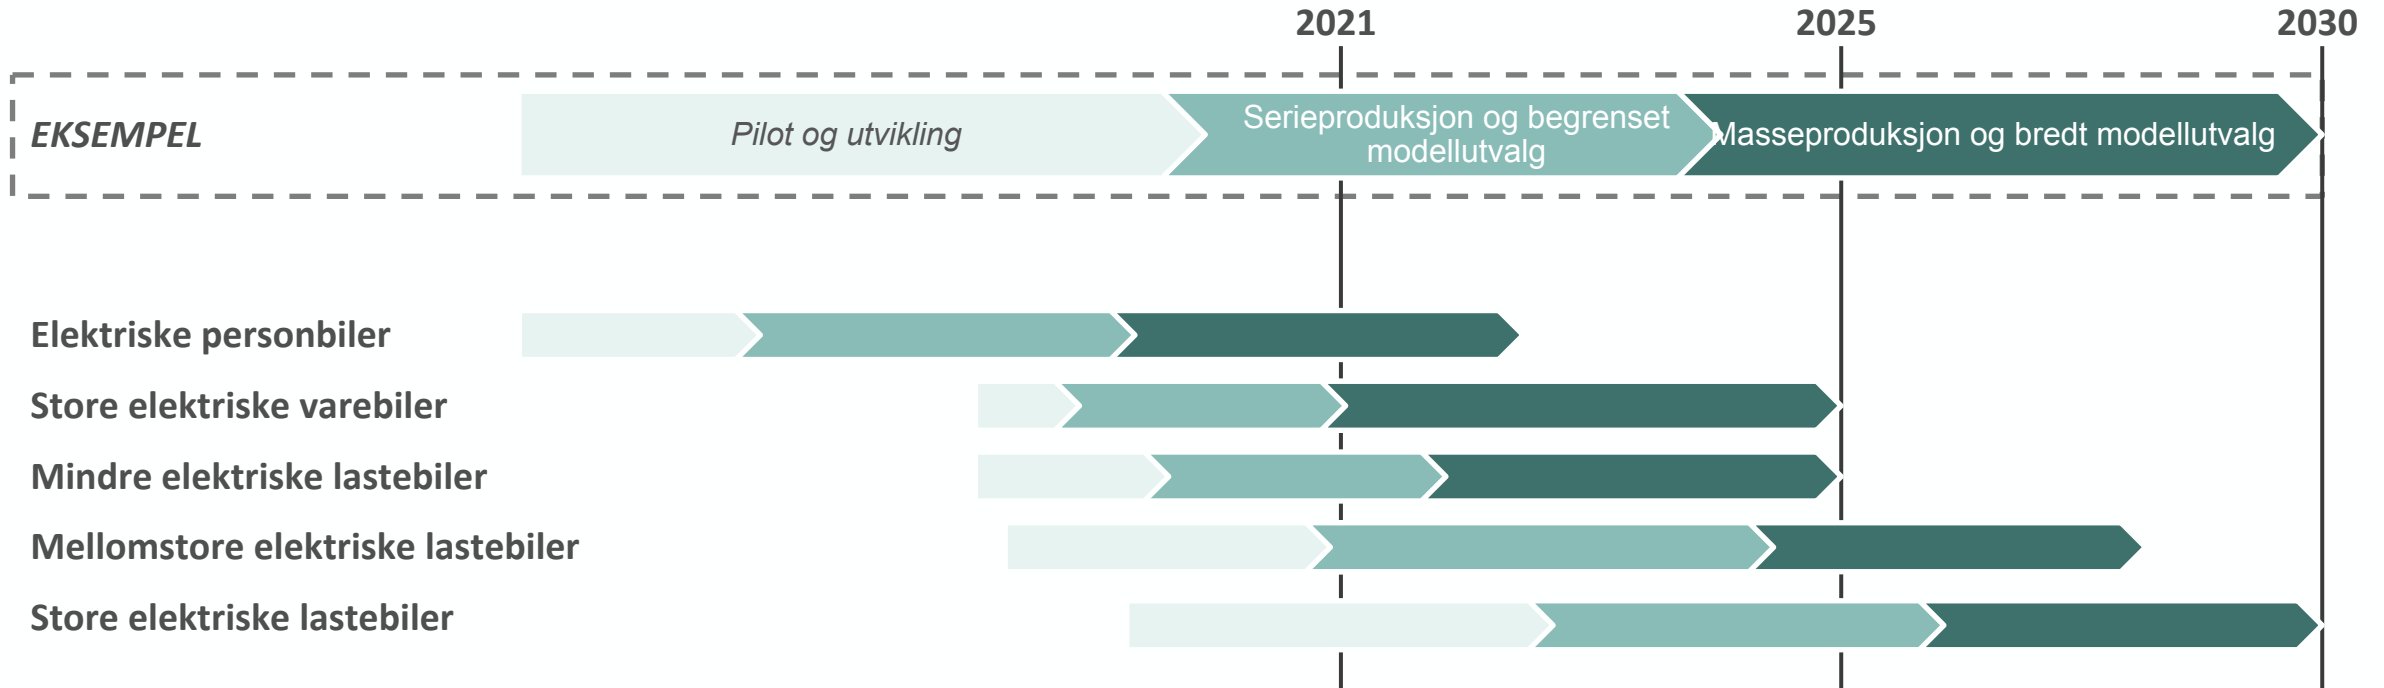 2021 2025 2030
EKSEMPEL
Pilot og utvikling
Serieproduksjon og begrenset
modellutvalg
Masseproduksjon og bredt modellutvalg
Elektriske personbiler
Store elektriske varebiler
Mindre elektriske lastebiler
Mellomstore elektriske lastebiler
Store elektriske lastebiler